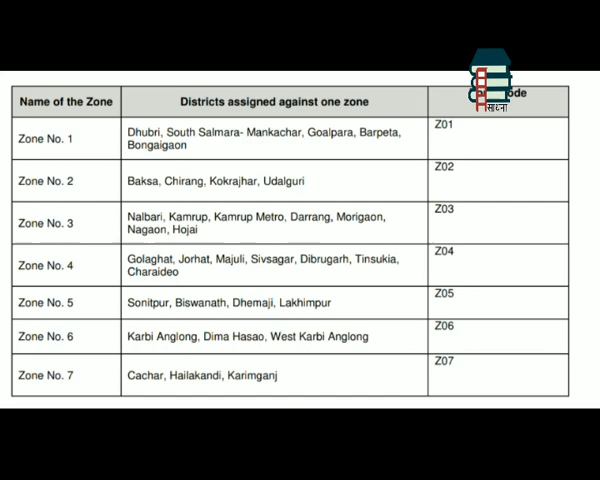 साधना
Name of the Zone Districts assigned against one zone ode
Zone No. 1 Dhubri, South Salmara- Mankachar, Goalpara, Barpeta, Z01
Bongaigaon
Zone No. 2 Baksa, Chirang, Kokrajhar, Udalguri Z02
Zone No. 3 Nalbari, Kamrup, Kamrup Metro, Darrang, Morigaon, Z03
Nagaon, Hojai
Zone No. 4 Golaghat, Jorhat, Majuli, Sivsagar, Dibrugarh, Tinsukia, Z04
Charaideo
Zone No. 5 Sonitpur, Biswanath, Dhemaji, Lakhimpur Z05
Zone No. 6 Karbi Anglong, Dima Hasao, West Karbi Anglong Z06
Zone No. 7 Cachar, Hailakandi, Karimganj Z07